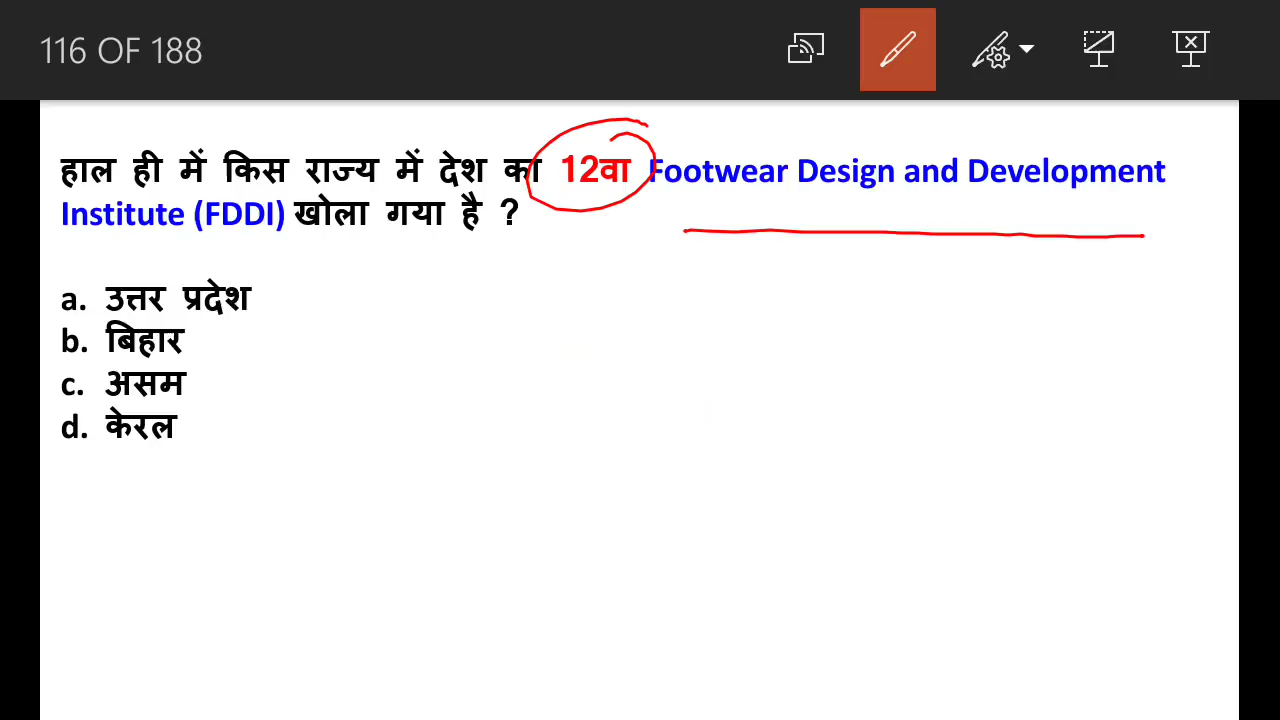 116 OF 188
हाल ही में किस राज्य में देश का 12वा Footwear Design and Development
Institute (FDDI) खोला गया है ?
a. उत्तर प्रदेश
b. बिहार
c. असम
d. केरल